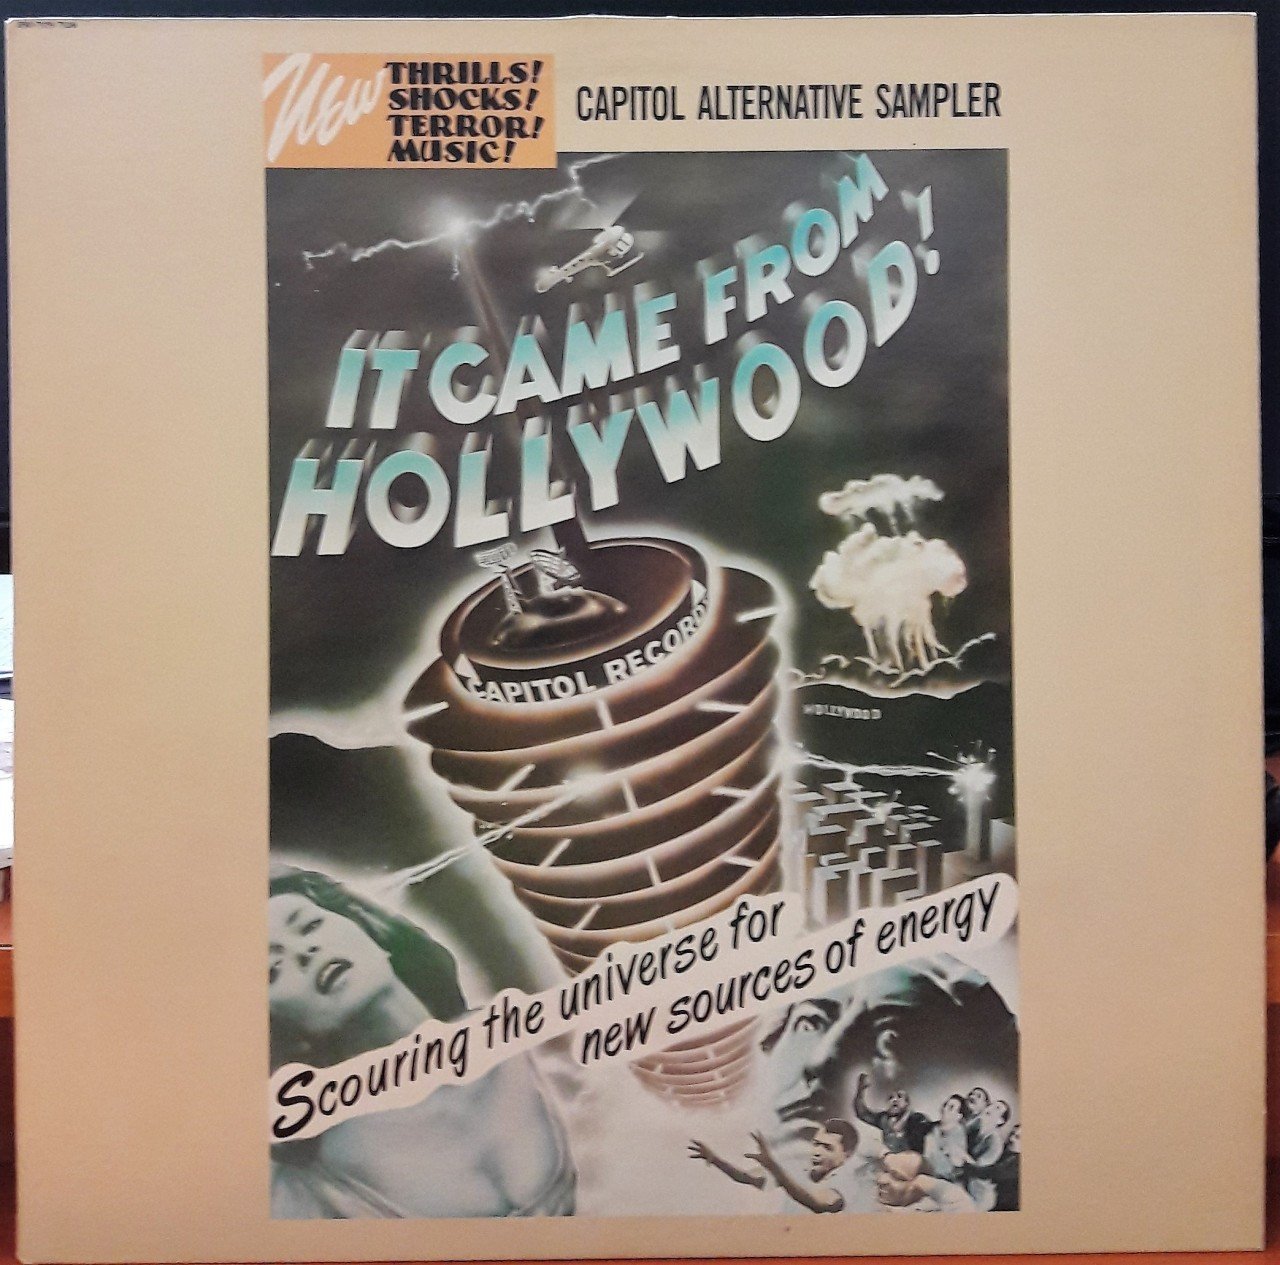 New
THRILLS!
SHOCKS!
TERROR!
MUSIC!
CAPITOL ALTERNATIVE SAMPLER
IT CAME FROM
HOLLYWOOD!
CAPITOL RECORDS
HOLLYWOOD
Scouring the universe for
new sources of energy